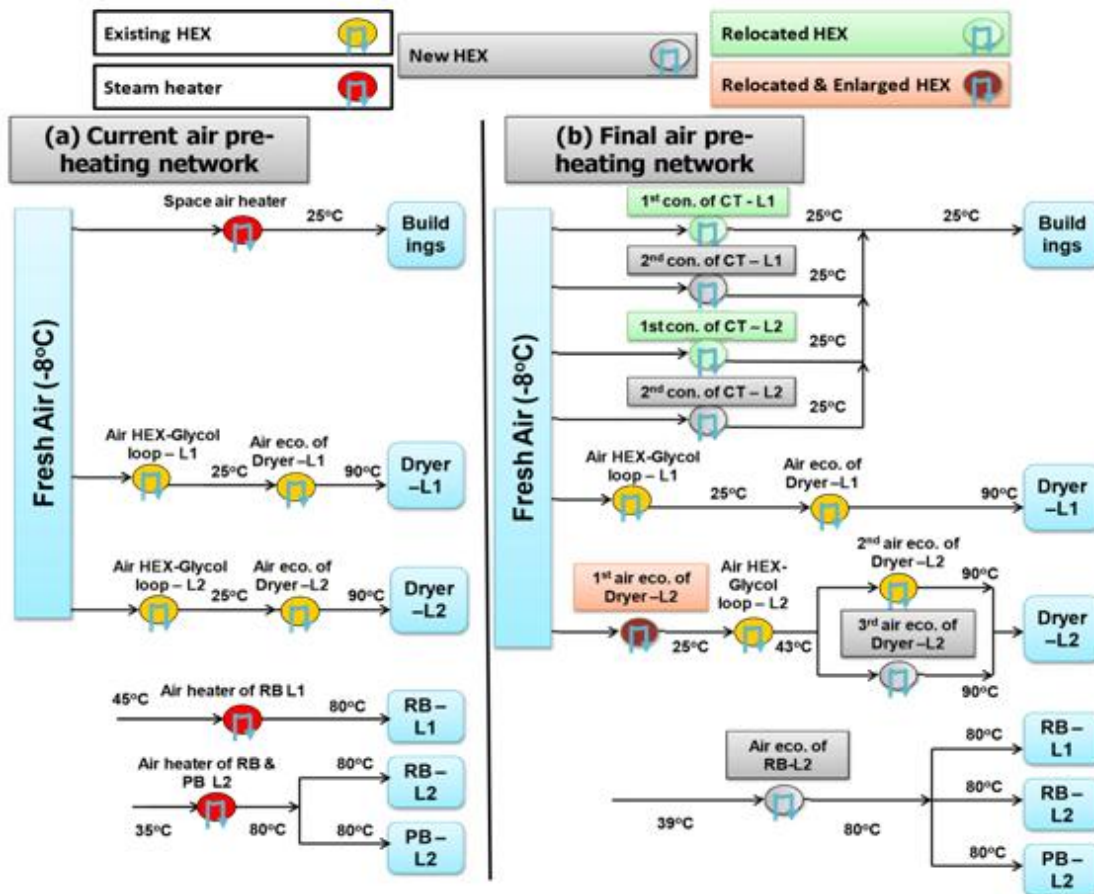 Existing HEX
Steam heater
New HEX
Relocated HEX
Relocated & Enlarged HEX
(a) Current air pre-
heating network
Space air heater
25°C
Build
ings
Fresh Air (-8°C)
Air HEX-Glycol
loop – L1
25°C
Air eco. of
Dryer –L1
90°C
Dryer
–L1
Air HEX-Glycol
loop – L2
25°C
Air eco. of
Dryer –L2
90°C
Dryer
–L2
45°C
Air heater of RB L1
80°C
RB –
L1
Air heater of RB &
PB L2
35°C
80°C
80°C
RB –
L2
80°C
PB –
L2
(b) Final air pre-
heating network
Fresh Air (-8°C)
1st con. of CT - L1
25°C
25°C
Build
ings
2nd con. of CT – L1
25°C
1st con. of CT – L2
25°C
2nd con. of CT – L2
25°C
Air HEX-Glycol
loop – L1
25°C
Air eco. of
Dryer –L1
90°C
Dryer
–L1
1st air eco. of
Dryer –L2
25°C
Air HEX-
Glycol
loop – L2
43°C
2nd air eco. of
Dryer –L2
90°C
3rd air eco. of
Dryer –L2
90°C
Dryer
–L2
39°C
Air eco. of
RB-L2
80°C
80°C
RB –
L1
80°C
RB –
L2
80°C
PB –
L2